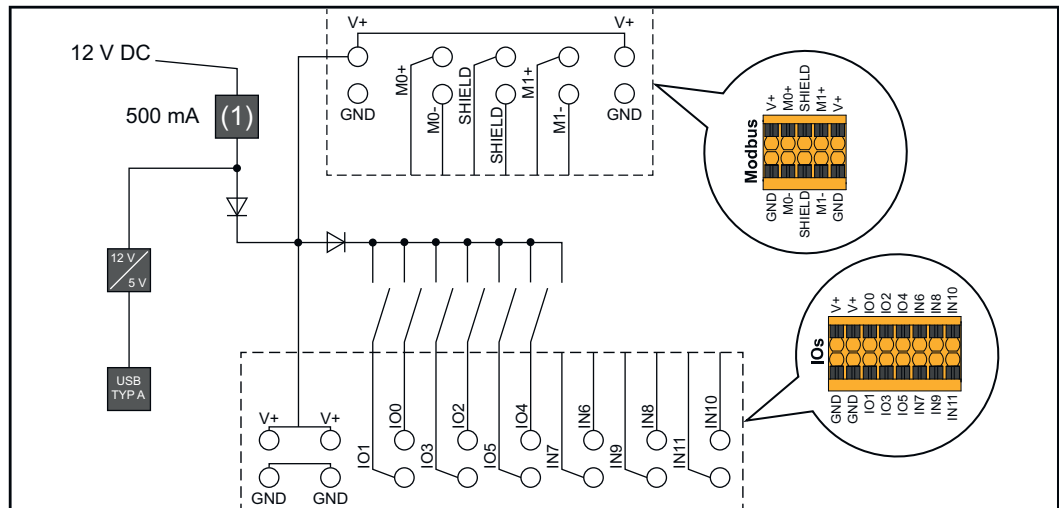 12 V DC
500 mA
(1)
12 V
5 V
USB
TYP A
V+
V+
GND
M0+
M0-
SHIELD
SHIELD
M1+
M1-
GND
V+
M0+
SHIELD
M1+
V+
Modbus
GND
M0-
SHIELD
M1-
GND
V+
V+
GND
GND
IO1
IO0
IO3
IO2
IO5
IO4
IN7
IN6
IN9
IN8
IN11
IN10
V+
V+
IO0
IO2
IO4
IN6
IN8
IN10
IOs
GND
GND
IO1
IO3
IO5
IN7
IN9
IN11